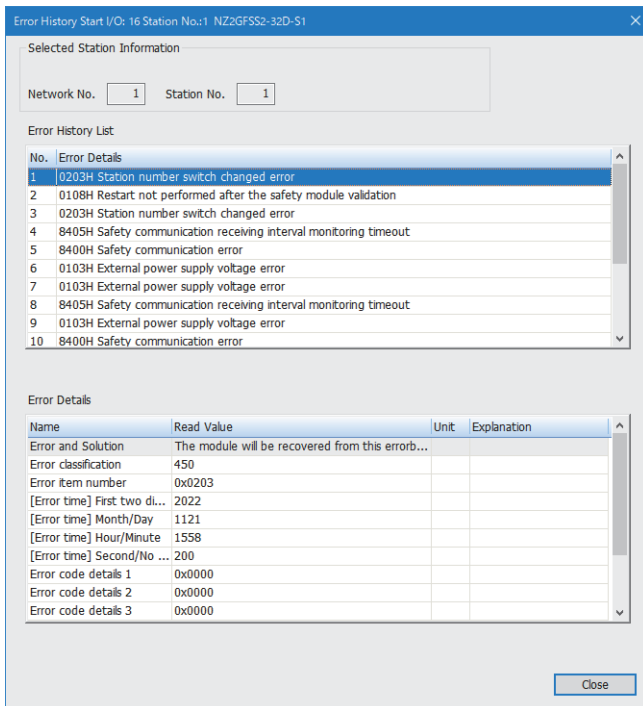 Error History Start I/O: 16 Station No.:1 NZ2GFSS2-32D-S1
Selected Station Information
Network No. 1 Station No. 1
Error History List
No. Error Details
1 0203H Station number switch changed error
2 0108H Restart not performed after the safety module validation
3 0203H Station number switch changed error
4 8405H Safety communication receiving interval monitoring timeout
5 8400H Safety communication error
6 0103H External power supply voltage error
7 0103H External power supply voltage error
8 8405H Safety communication receiving interval monitoring timeout
9 0103H External power supply voltage error
10 8400H Safety communication error
Error Details
Name Read Value Unit Explanation
Error and Solution The module will be recovered from this errorb...
Error classification 450
Error item number 0x0203
[Error time] First two di... 2022
[Error time] Month/Day 1121
[Error time] Hour/Minute 1558
[Error time] Second/No ... 200
Error code details 1 0x0000
Error code details 2 0x0000
Error code details 3 0x0000
Close